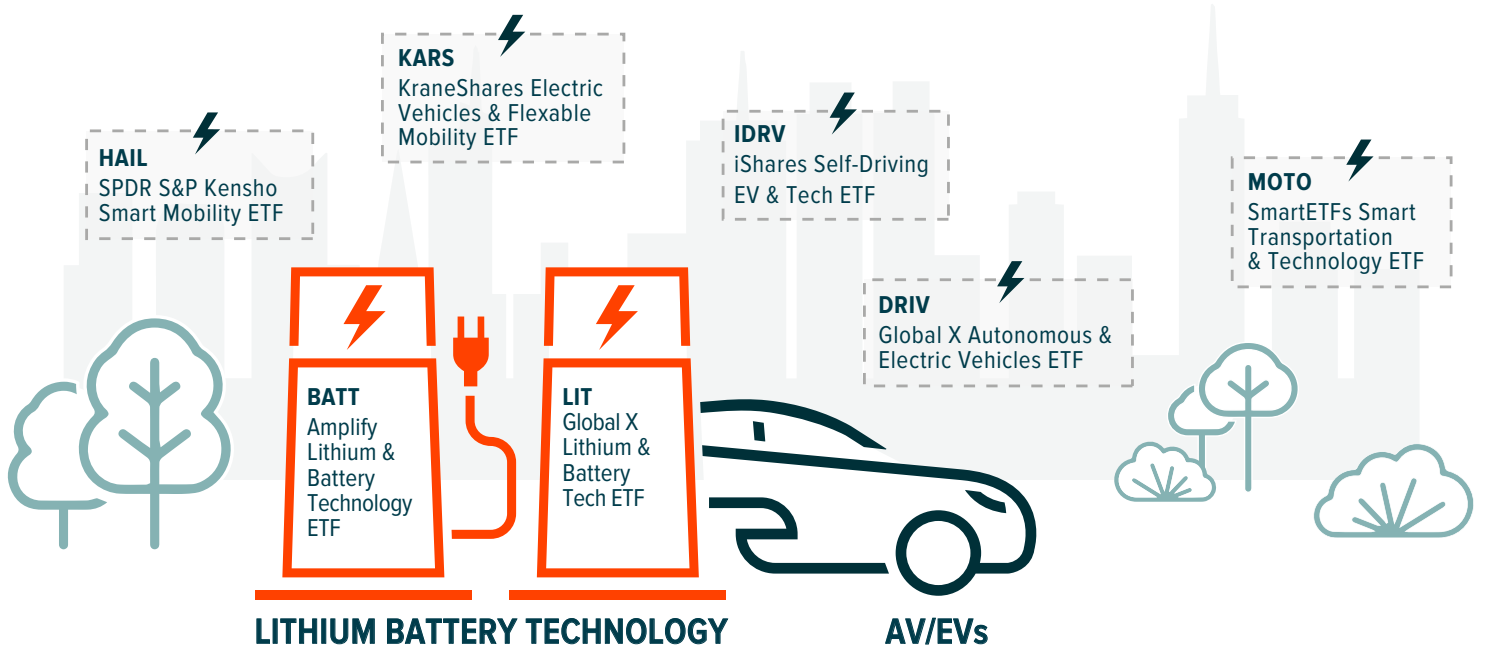 KARS
KraneShares Electric
Vehicles & Flexable
Mobility ETF
HAIL
SPDR S&P Kensho
Smart Mobility ETF
IDRV
iShares Self-Driving
EV & Tech ETF
MOTO
SmartETFs Smart
Transportation
& Technology ETF
DRIV
Global X Autonomous &
Electric Vehicles ETF
BATT
Amplify
Lithium &
Battery
Technology
ETF
LIT
Global X
Lithium &
Battery
Tech ETF
LITHIUM BATTERY TECHNOLOGY
AV/EVs